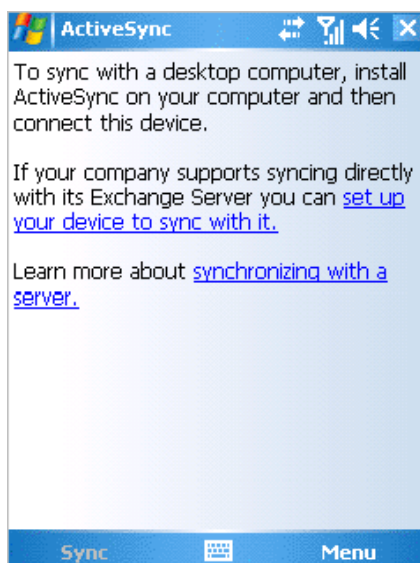 ActiveSync
To sync with a desktop computer, install
ActiveSync on your computer and then
connect this device.
If your company supports syncing directly
with its Exchange Server you can set up
your device to sync with it.
Learn more about synchronizing with a
server.
Sync Menu